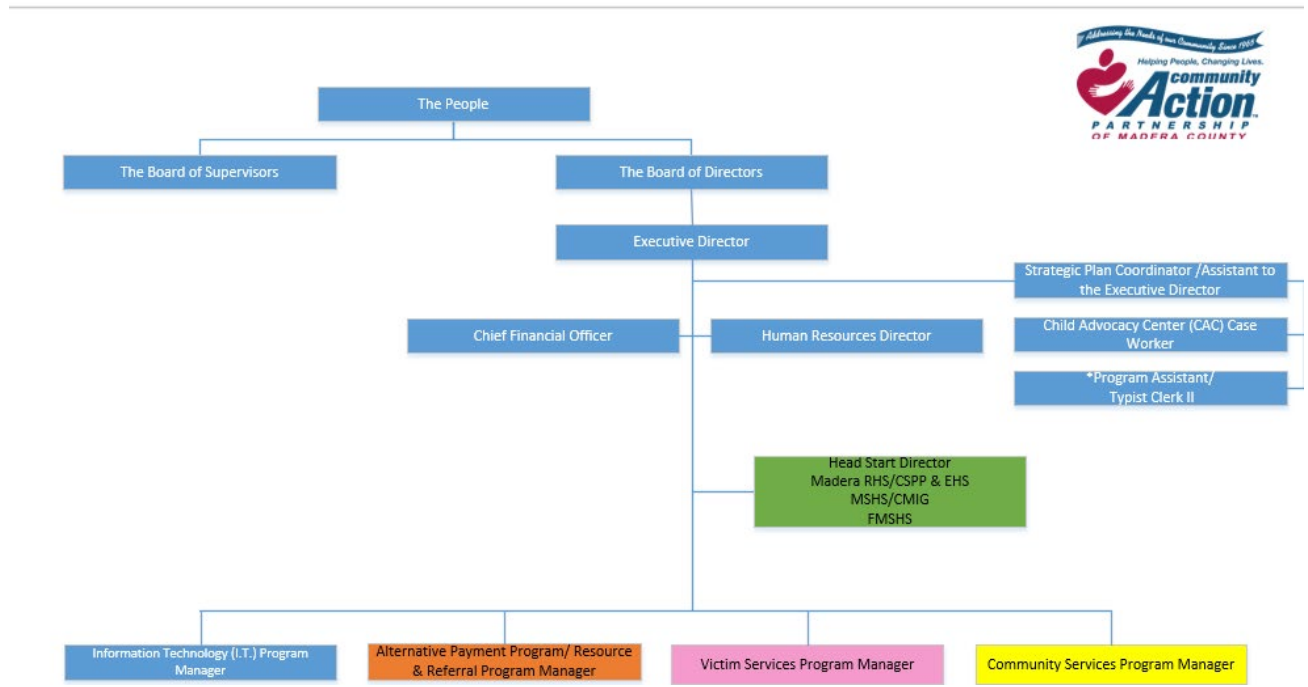 Addressing the Needs of our Community Since 1965
Helping People, Changing Lives.
community
Action
PARTNERSHIP
OF MADERA COUNTY
The People
The Board of Supervisors
The Board of Directors
Executive Director
Strategic Plan Coordinator /Assistant to
the Executive Director
Chief Financial Officer
Human Resources Director
Child Advocacy Center (CAC) Case
Worker
*Program Assistant/
Typist Clerk II
Head Start Director
Madera RHS/CSPP & EHS
MSHS/CMIG
FMSHS
Information Technology (I.T.) Program
Manager
Alternative Payment Program/ Resource
& Referral Program Manager
Victim Services Program Manager
Community Services Program Manager